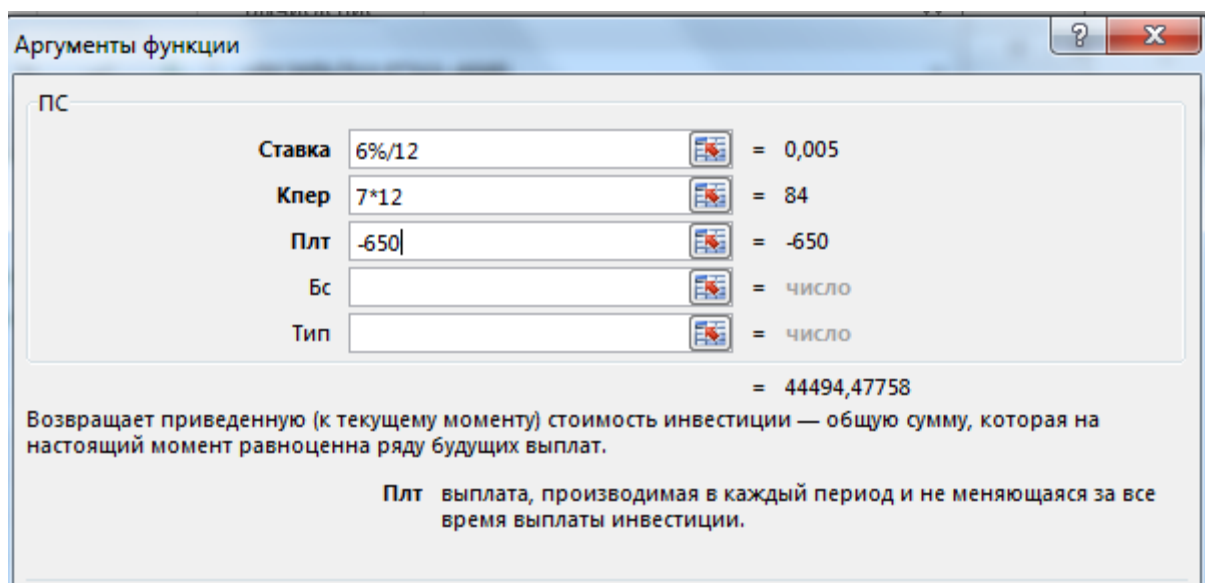 Аргументы функции
?
X
ПС
Ставка 6%/12 = 0,005
Кпер 7*12 = 84
Плт -650 = -650
Бс = число
Тип = число
= 44494,47758
Возвращает приведенную (к текущему моменту) стоимость инвестиции — общую сумму, которая на
настоящий момент равноценна ряду будущих выплат.
Плт выплата, производимая в каждый период и не меняющаяся за все
время выплаты инвестиции.